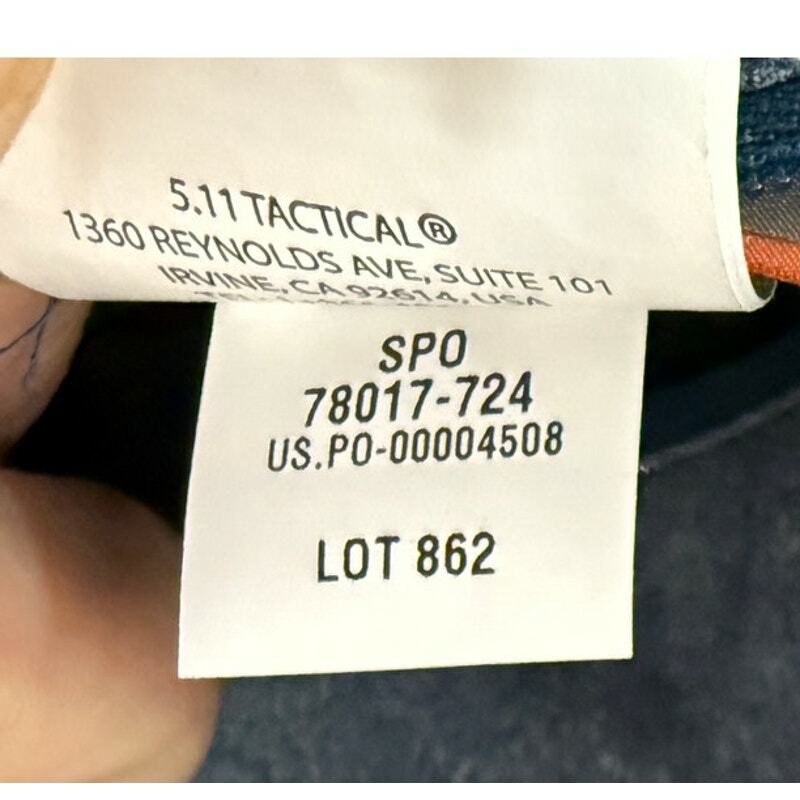 5.11 TACTICAL®
1360 REYNOLDS AVE, SUITE 101
IRVINE, CA 92614, USA
SPO
78017-724
US.PO-00004508
LOT 862